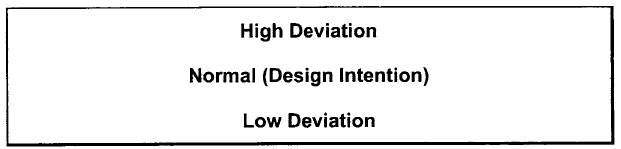 High Deviation
Normal (Design Intention)
Low Deviation